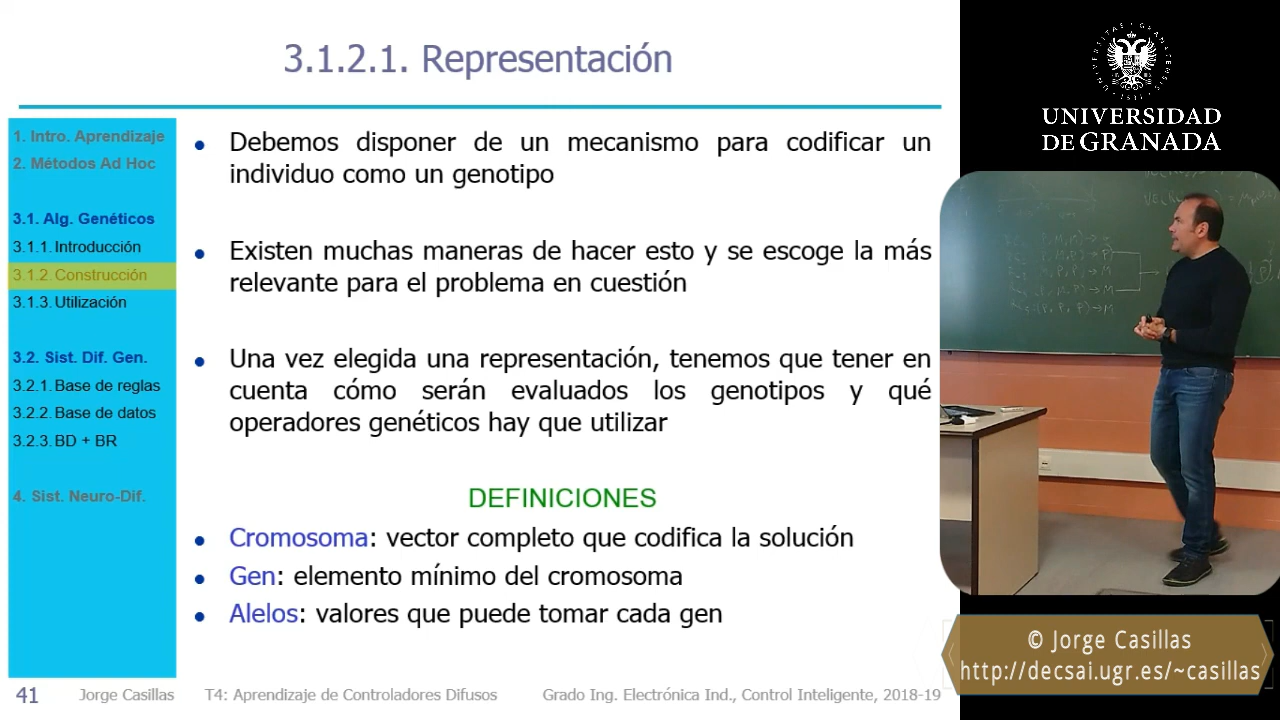 3.1.2.1. Representación
1. Intro. Aprendizaje
2. Métodos Ad Hoc
3.1. Alg. Genéticos
3.1.1. Introducción
3.1.2. Construcción
3.1.3. Utilización
3.2. Sist. Dif. Gen.
3.2.1. Base de reglas
3.2.2. Base de datos
3.2.3. BD + BR
4. Sist. Neuro-Dif.
• Debemos disponer de un mecanismo para codificar un
individuo como un genotipo
• Existen muchas maneras de hacer esto y se escoge la más
relevante para el problema en cuestión
• Una vez elegida una representación, tenemos que tener en
cuenta cómo serán evaluados los genotipos y qué
operadores genéticos hay que utilizar
DEFINICIONES
• Cromosoma: vector completo que codifica la solución
• Gen: elemento mínimo del cromosoma
• Alelos: valores que puede tomar cada gen
41 Jorge Casillas T4: Aprendizaje de Controladores Difusos Grado Ing. Electrónica Ind., Control Inteligente, 2018-19
UNIVERSIDAD
DE GRANADA
© Jorge Casillas
http://decsai.ugr.es/~casillas